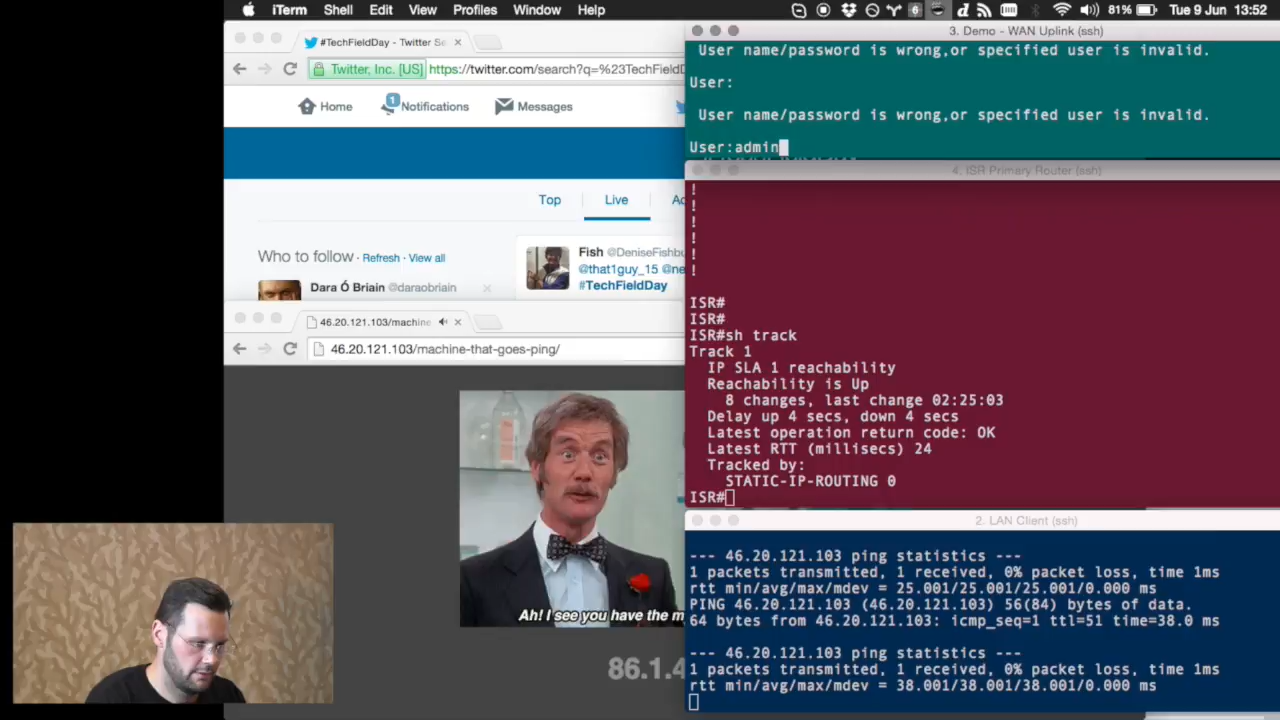 iTerm Shell Edit View Profiles Window Help 6 81% Tue 9 Jun 13:52
#TechFieldDay - Twitter Se
Twitter, Inc. [US] https://twitter.com/search?q=%23TechFieldD
Home 1 Notifications Messages
Top Live Ac
Who to follow · Refresh · View all
Dara Ó Briain @daraobriain
Fish @DeniseFishbu
@that1guy_15 @ne
#TechFieldDay
46.20.121.103/machine
46.20.121.103/machine-that-goes-ping/
Ah! I see you have the m
86.1.4
3. Demo - WAN Uplink (ssh)
User name/password is wrong,or specified user is invalid.
User:
User name/password is wrong,or specified user is invalid.
User:admin
4. ISR Primary Router (ssh)
!
!
!
!
!
!
ISR#
ISR#
ISR#sh track
Track 1
IP SLA 1 reachability
Reachability is Up
8 changes, last change 02:25:03
Delay up 4 secs, down 4 secs
Latest operation return code: OK
Latest RTT (millisecs) 24
Tracked by:
STATIC-IP-ROUTING 0
ISR#
2. LAN Client (ssh)
--- 46.20.121.103 ping statistics ---
1 packets transmitted, 1 received, 0% packet loss, time 1ms
rtt min/avg/max/mdev = 25.001/25.001/25.001/0.000 ms
PING 46.20.121.103 (46.20.121.103) 56(84) bytes of data.
64 bytes from 46.20.121.103: icmp_seq=1 ttl=51 time=38.0 ms
--- 46.20.121.103 ping statistics ---
1 packets transmitted, 1 received, 0% packet loss, time 1ms
rtt min/avg/max/mdev = 38.001/38.001/38.001/0.000 ms